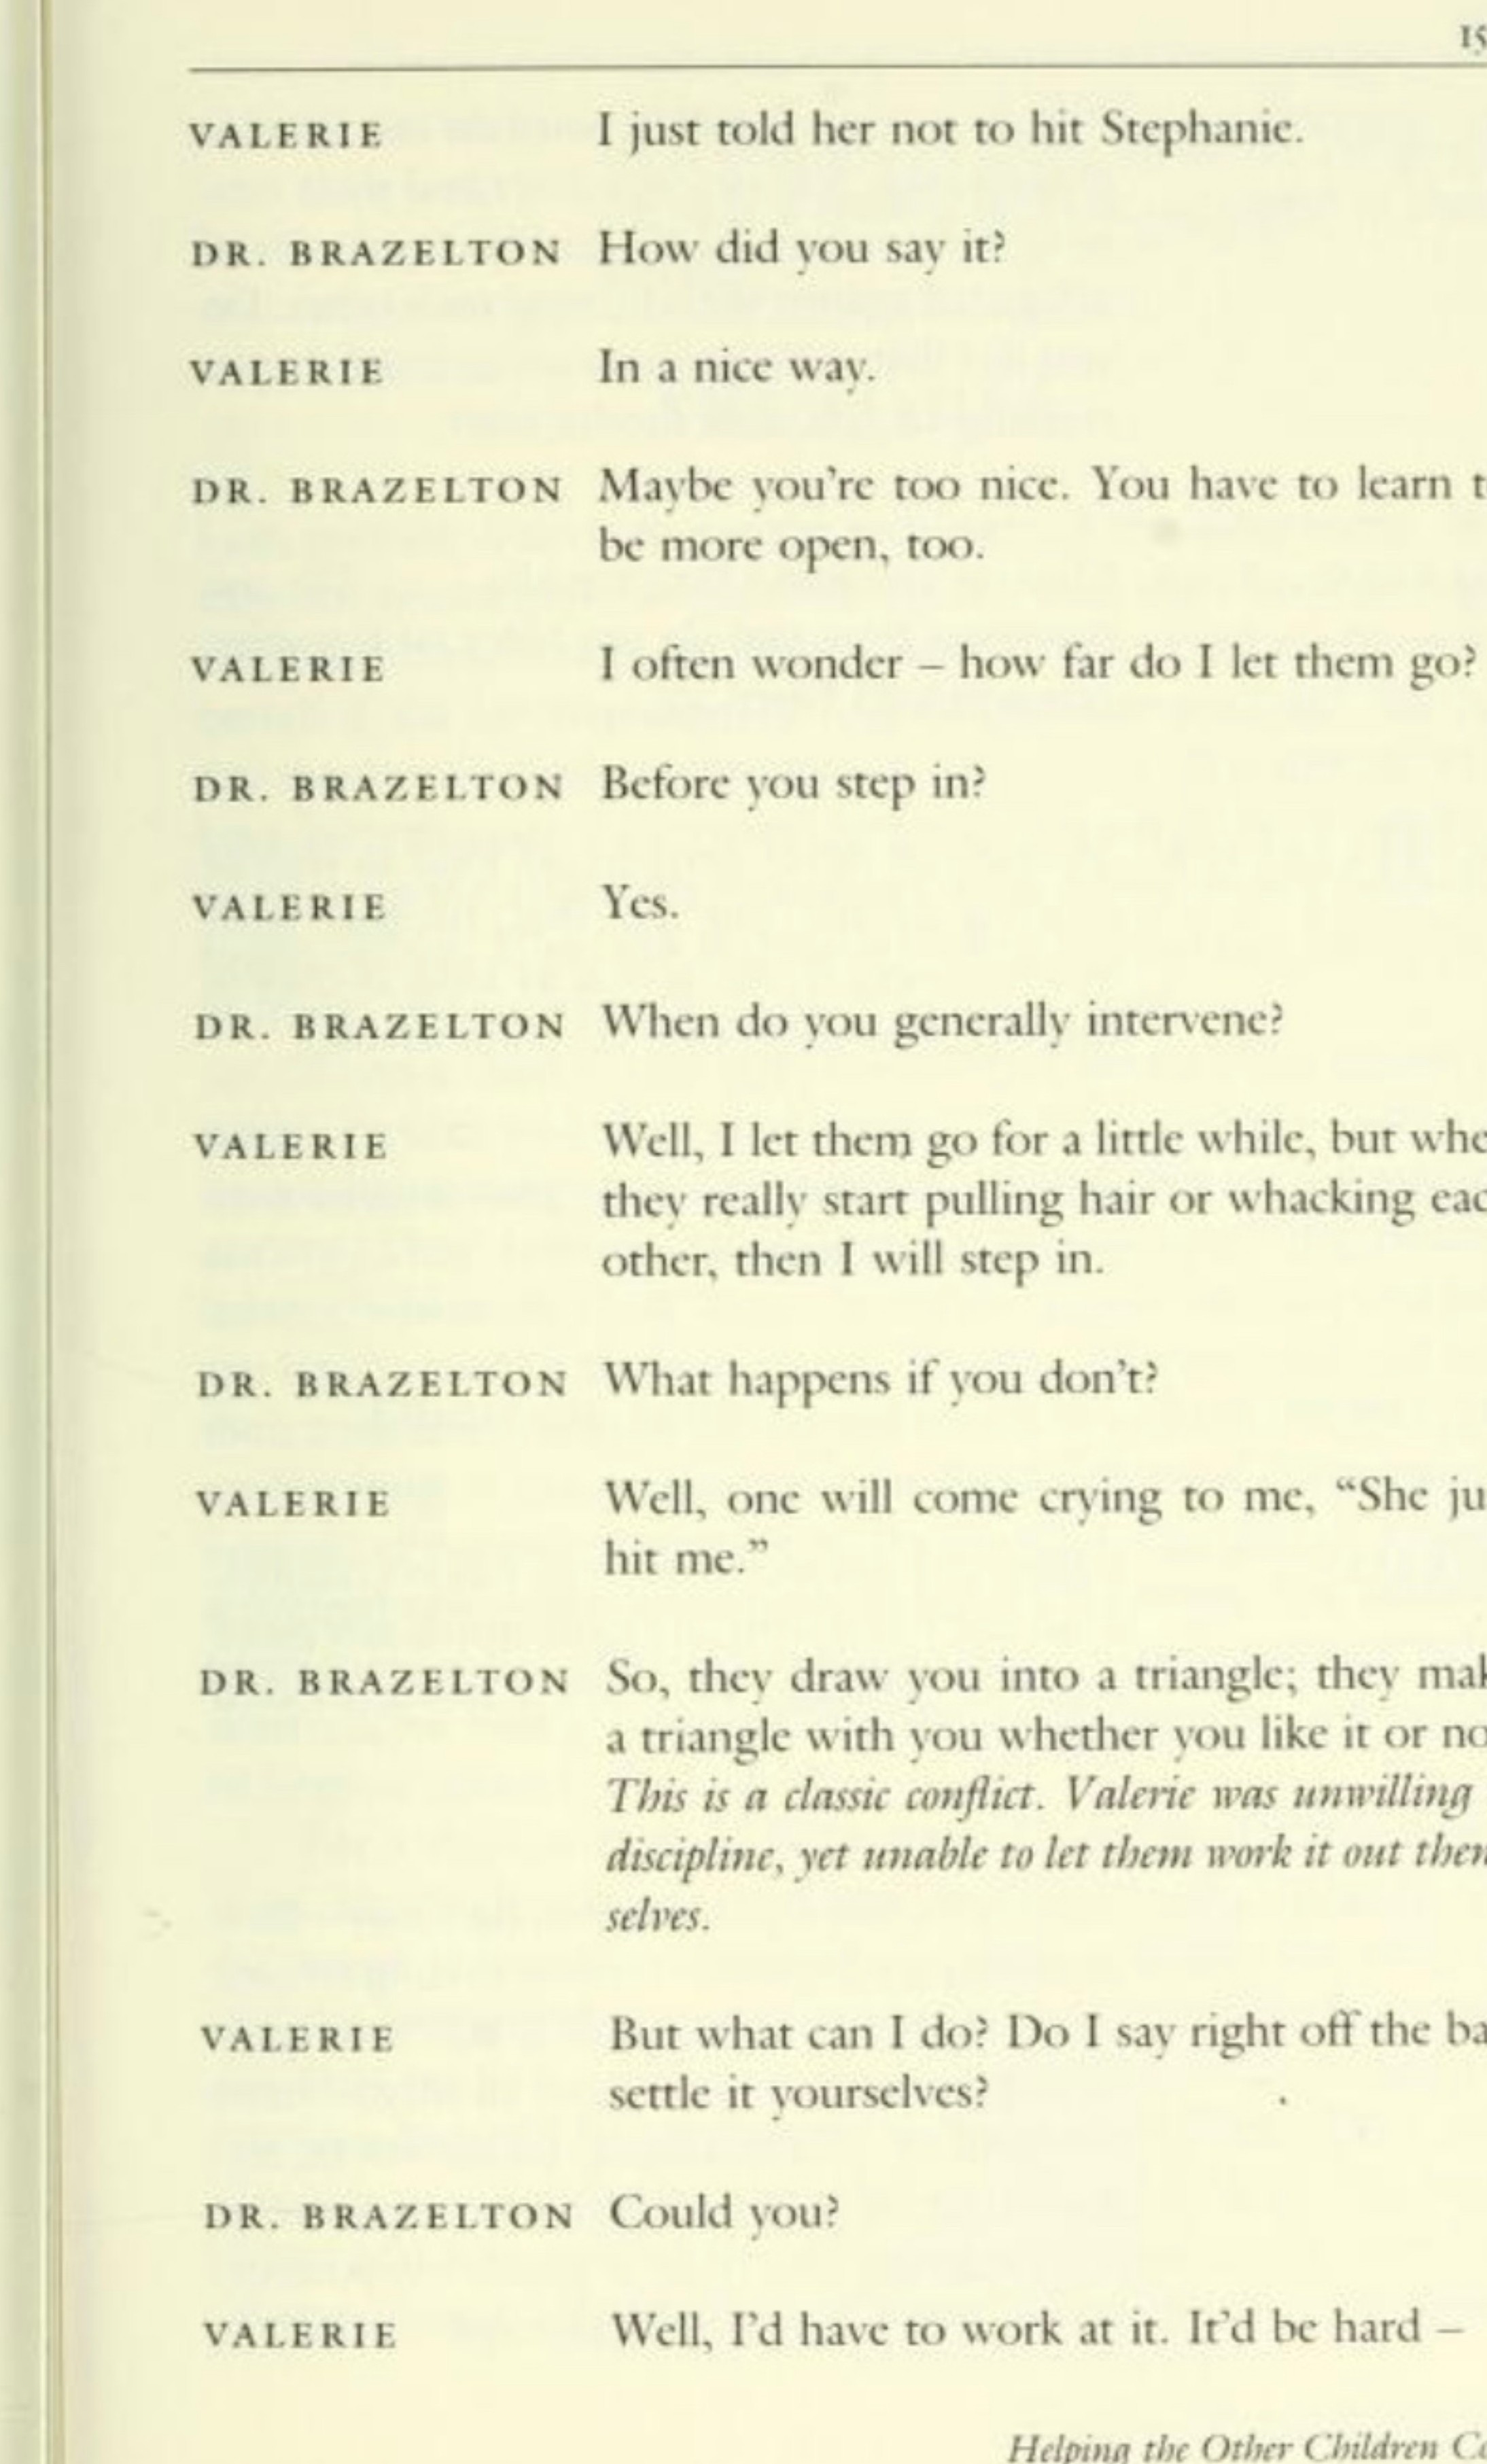 15
VALERIE I just told her not to hit Stephanie.
DR. BRAZELTON How did you say it?
VALERIE In a nice way.
DR. BRAZELTON Maybe you're too nice. You have to learn t
be more open, too.
VALERIE I often wonder – how far do I let them go?
DR. BRAZELTON Before you step in?
VALERIE Yes.
DR. BRAZELTON When do you generally intervene?
VALERIE Well, I let them go for a little while, but whe
they really start pulling hair or whacking eac
other, then I will step in.
DR. BRAZELTON What happens if you don't?
VALERIE Well, one will come crying to me, “She ju
hit me.”
DR. BRAZELTON So, they draw you into a triangle; they mak
a triangle with you whether you like it or no
This is a classic conflict. Valerie was unwilling
discipline, yet unable to let them work it out them
selves.
VALERIE But what can I do? Do I say right off the ba
settle it yourselves?
DR. BRAZELTON Could you?
VALERIE Well, I'd have to work at it. It'd be hard –
Helping the Other Children Co